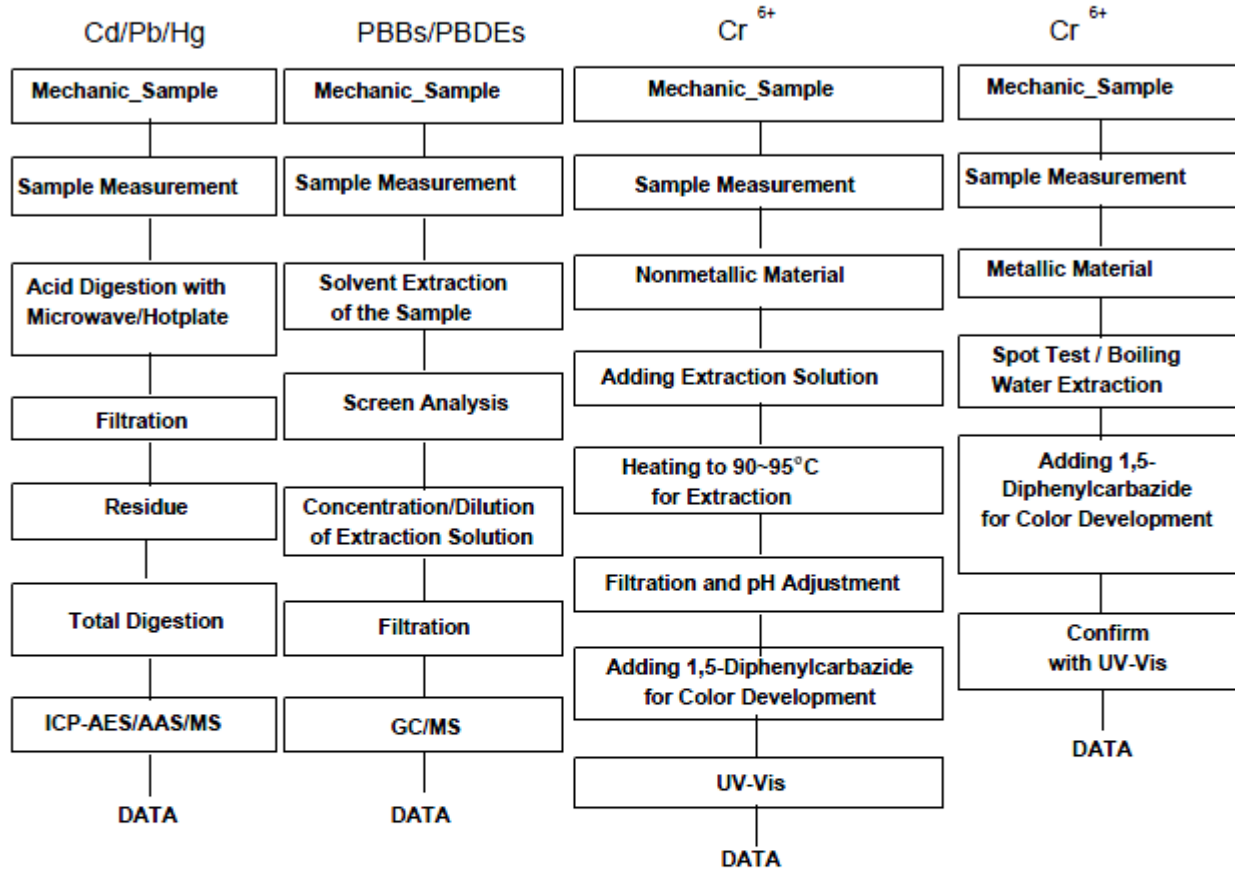 Cd/Pb/Hg
Mechanic_Sample
Sample Measurement
Acid Digestion with
Microwave/Hotplate
Filtration
Residue
Total Digestion
ICP-AES/AAS/MS
DATA
PBBs/PBDEs
Mechanic_Sample
Sample Measurement
Solvent Extraction
of the Sample
Screen Analysis
Concentration/Dilution
of Extraction Solution
Filtration
GC/MS
DATA
Cr 6+
Mechanic_Sample
Sample Measurement
Nonmetallic Material
Adding Extraction Solution
Heating to 90~95°C
for Extraction
Filtration and pH Adjustment
Adding 1,5-Diphenylcarbazide
for Color Development
UV-Vis
DATA
Cr 6+
Mechanic_Sample
Sample Measurement
Metallic Material
Spot Test / Boiling
Water Extraction
Adding 1,5-
Diphenylcarbazide
for Color Development
Confirm
with UV-Vis
DATA